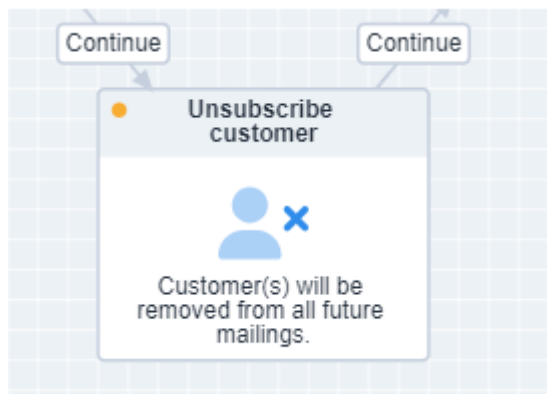 Continue
Continue
Unsubscribe
customer
Customer(s) will be
removed from all future
mailings.